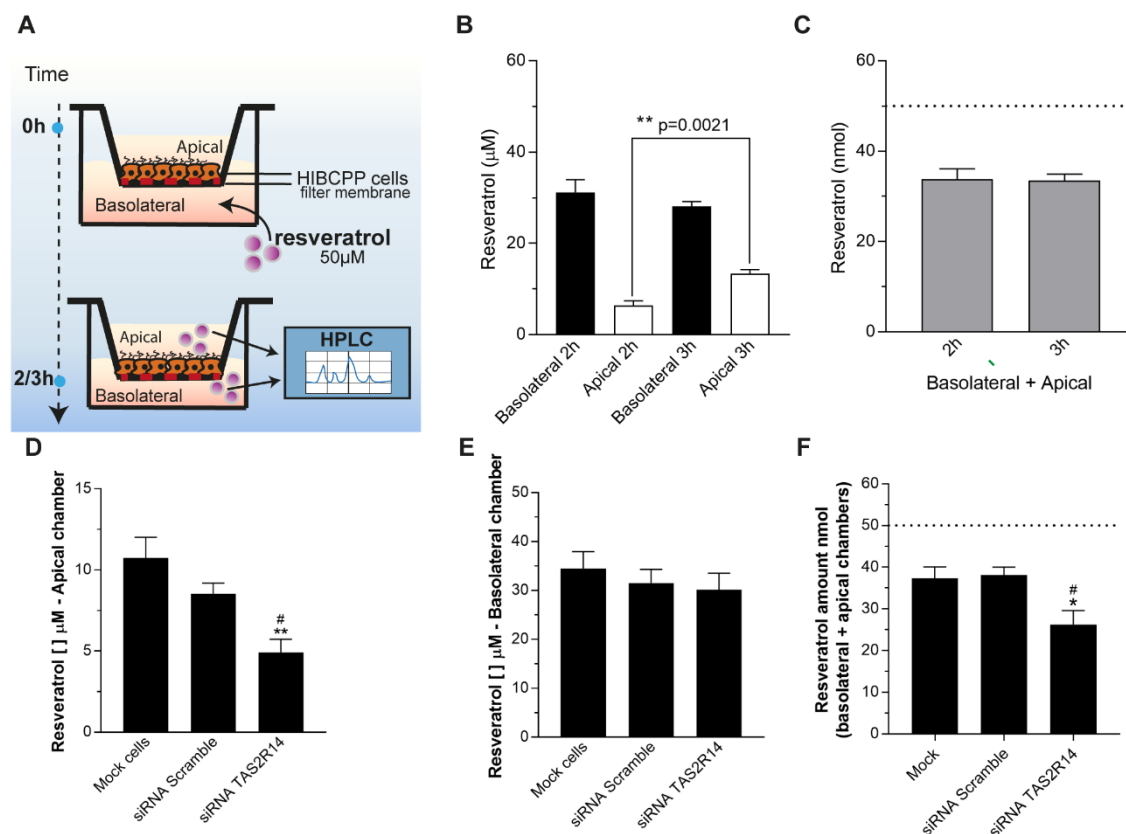 A
Time
0h
Apical
HIBCPP cells
filter membrane
Basolateral
resveratrol
50µM
Apical
HPLC
2/3h
Basolateral
B
Resveratrol (µM)
60
40
20
0
** p=0.0021
Basolateral 2h
Apical 2h
Basolateral 3h
Apical 3h
C
Resveratrol (nmol)
60
40
20
0
2h
3h
Basolateral + Apical
D
Resveratrol [ ] µM - Apical chamber
15
10
5
0
#
**
Mock cells
siRNA Scramble
siRNA TAS2R14
E
Resveratrol [ ] µM - Basolateral chamber
50
40
30
20
10
0
Mock cells
siRNA Scramble
siRNA TAS2R14
F
Resveratrol amount nmol
(basolateral + apical chambers)
60
50
40
30
20
10
0
#
*
Mock
siRNA Scramble
siRNA TAS2R14